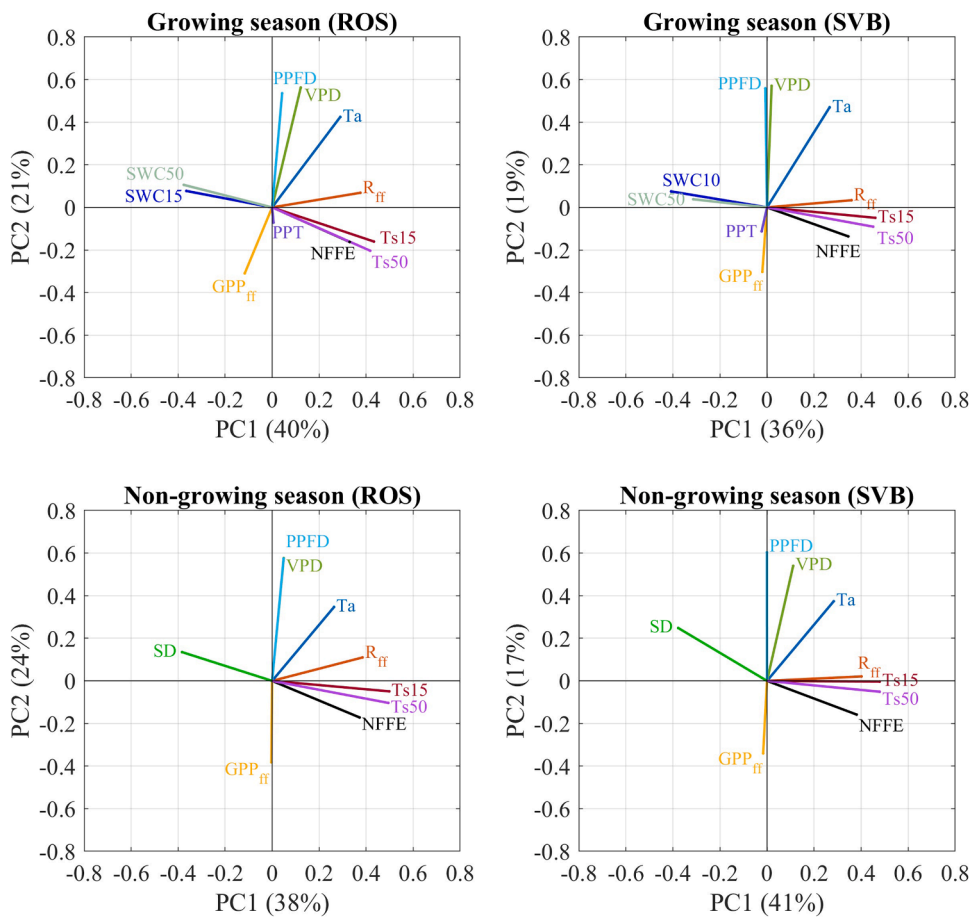 Growing season (ROS)
0.8
0.6
0.4
0.2
0
-0.2
-0.4
-0.6
-0.8
PC2 (21%)
PPFD
VPD
Ta
SWC50
SWC15
R_ff
PPT
Ts15
NFFE
Ts50
GPP_ff
-0.8 -0.6 -0.4 -0.2 0 0.2 0.4 0.6 0.8
PC1 (40%)
Growing season (SVB)
0.8
0.6
0.4
0.2
0
-0.2
-0.4
-0.6
-0.8
PC2 (19%)
PPFD
VPD
Ta
SWC10
SWC50
R_ff
PPT
Ts15
Ts50
NFFE
GPP_ff
-0.8 -0.6 -0.4 -0.2 0 0.2 0.4 0.6 0.8
PC1 (36%)
Non-growing season (ROS)
0.8
0.6
0.4
0.2
0
-0.2
-0.4
-0.6
-0.8
PC2 (24%)
PPFD
VPD
Ta
SD
R_ff
Ts15
Ts50
NFFE
GPP_ff
-0.8 -0.6 -0.4 -0.2 0 0.2 0.4 0.6 0.8
PC1 (38%)
Non-growing season (SVB)
0.8
0.6
0.4
0.2
0
-0.2
-0.4
-0.6
-0.8
PC2 (17%)
PPFD
VPD
Ta
SD
R_ff
Ts15
Ts50
NFFE
GPP_ff
-0.8 -0.6 -0.4 -0.2 0 0.2 0.4 0.6 0.8
PC1 (41%)